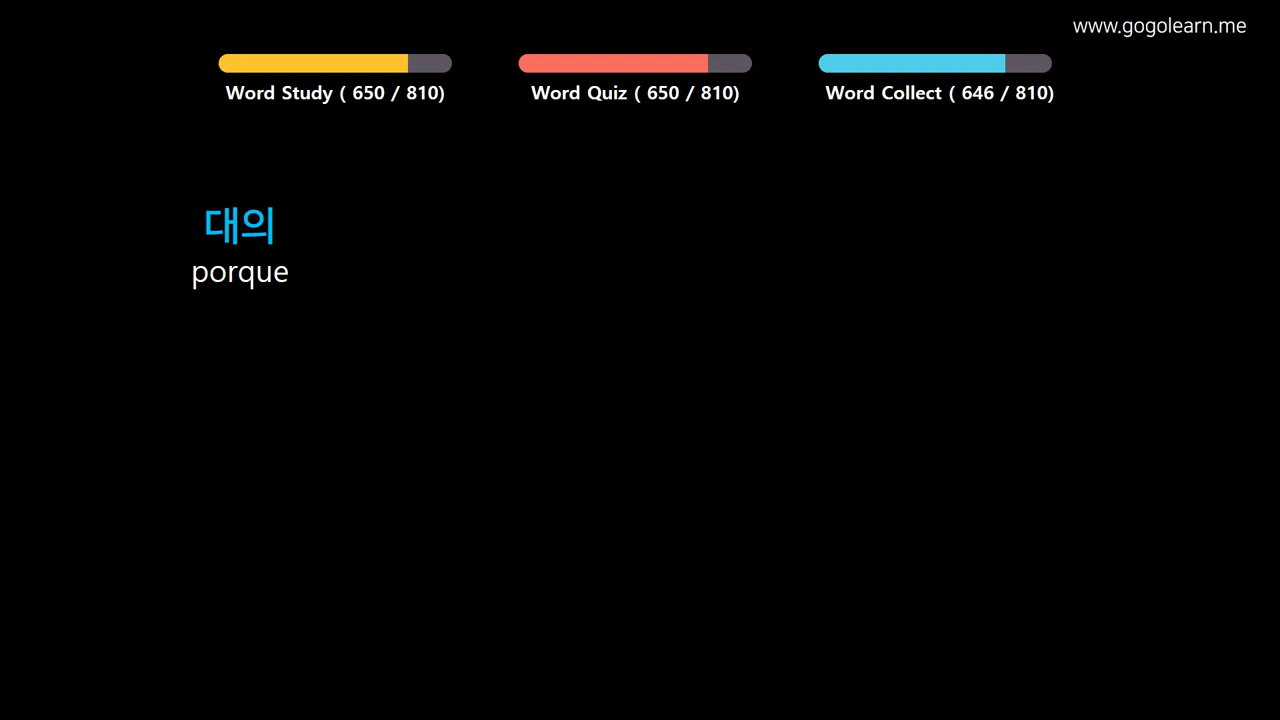 www.gogolearn.me
Word Study ( 650 / 810)
Word Quiz ( 650 / 810)
Word Collect ( 646 / 810)
대의
porque